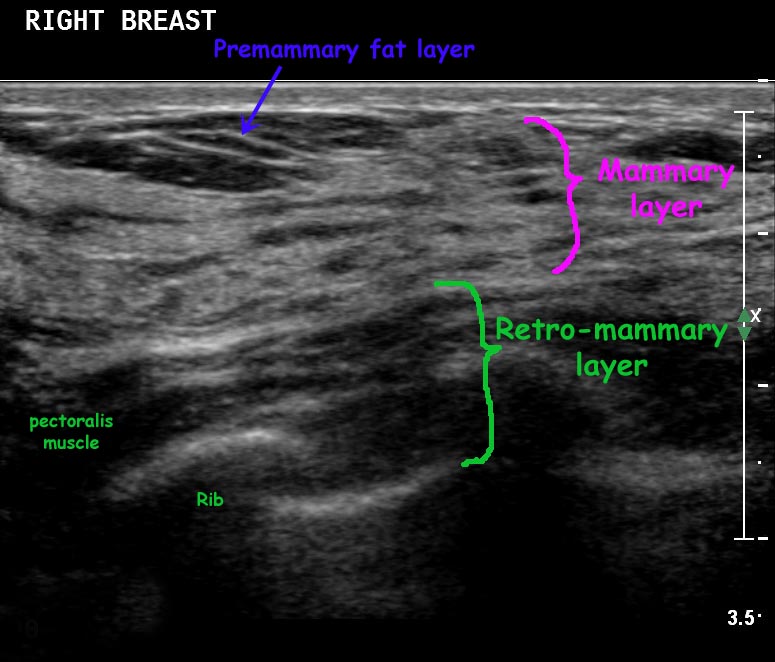 RIGHT BREAST
Premammary fat layer
Mammary
layer
X
Retro-mammary
layer
pectoralis
muscle
Rib
3.5